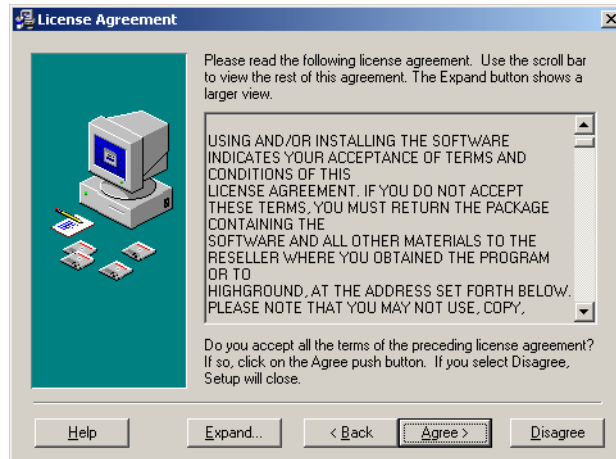 License Agreement
Please read the following license agreement. Use the scroll bar
to view the rest of this agreement. The Expand button shows a
larger view.
USING AND/OR INSTALLING THE SOFTWARE
INDICATES YOUR ACCEPTANCE OF TERMS AND
CONDITIONS OF THIS
LICENSE AGREEMENT. IF YOU DO NOT ACCEPT
THESE TERMS, YOU MUST RETURN THE PACKAGE
CONTAINING THE
SOFTWARE AND ALL OTHER MATERIALS TO THE
RESELLER WHERE YOU OBTAINED THE PROGRAM
OR TO
HIGHGROUND, AT THE ADDRESS SET FORTH BELOW.
PLEASE NOTE THAT YOU MAY NOT USE, COPY,
Do you accept all the terms of the preceding license agreement?
If so, click on the Agree push button. If you select Disagree,
Setup will close.
Help Expand... < Back Agree > Disagree